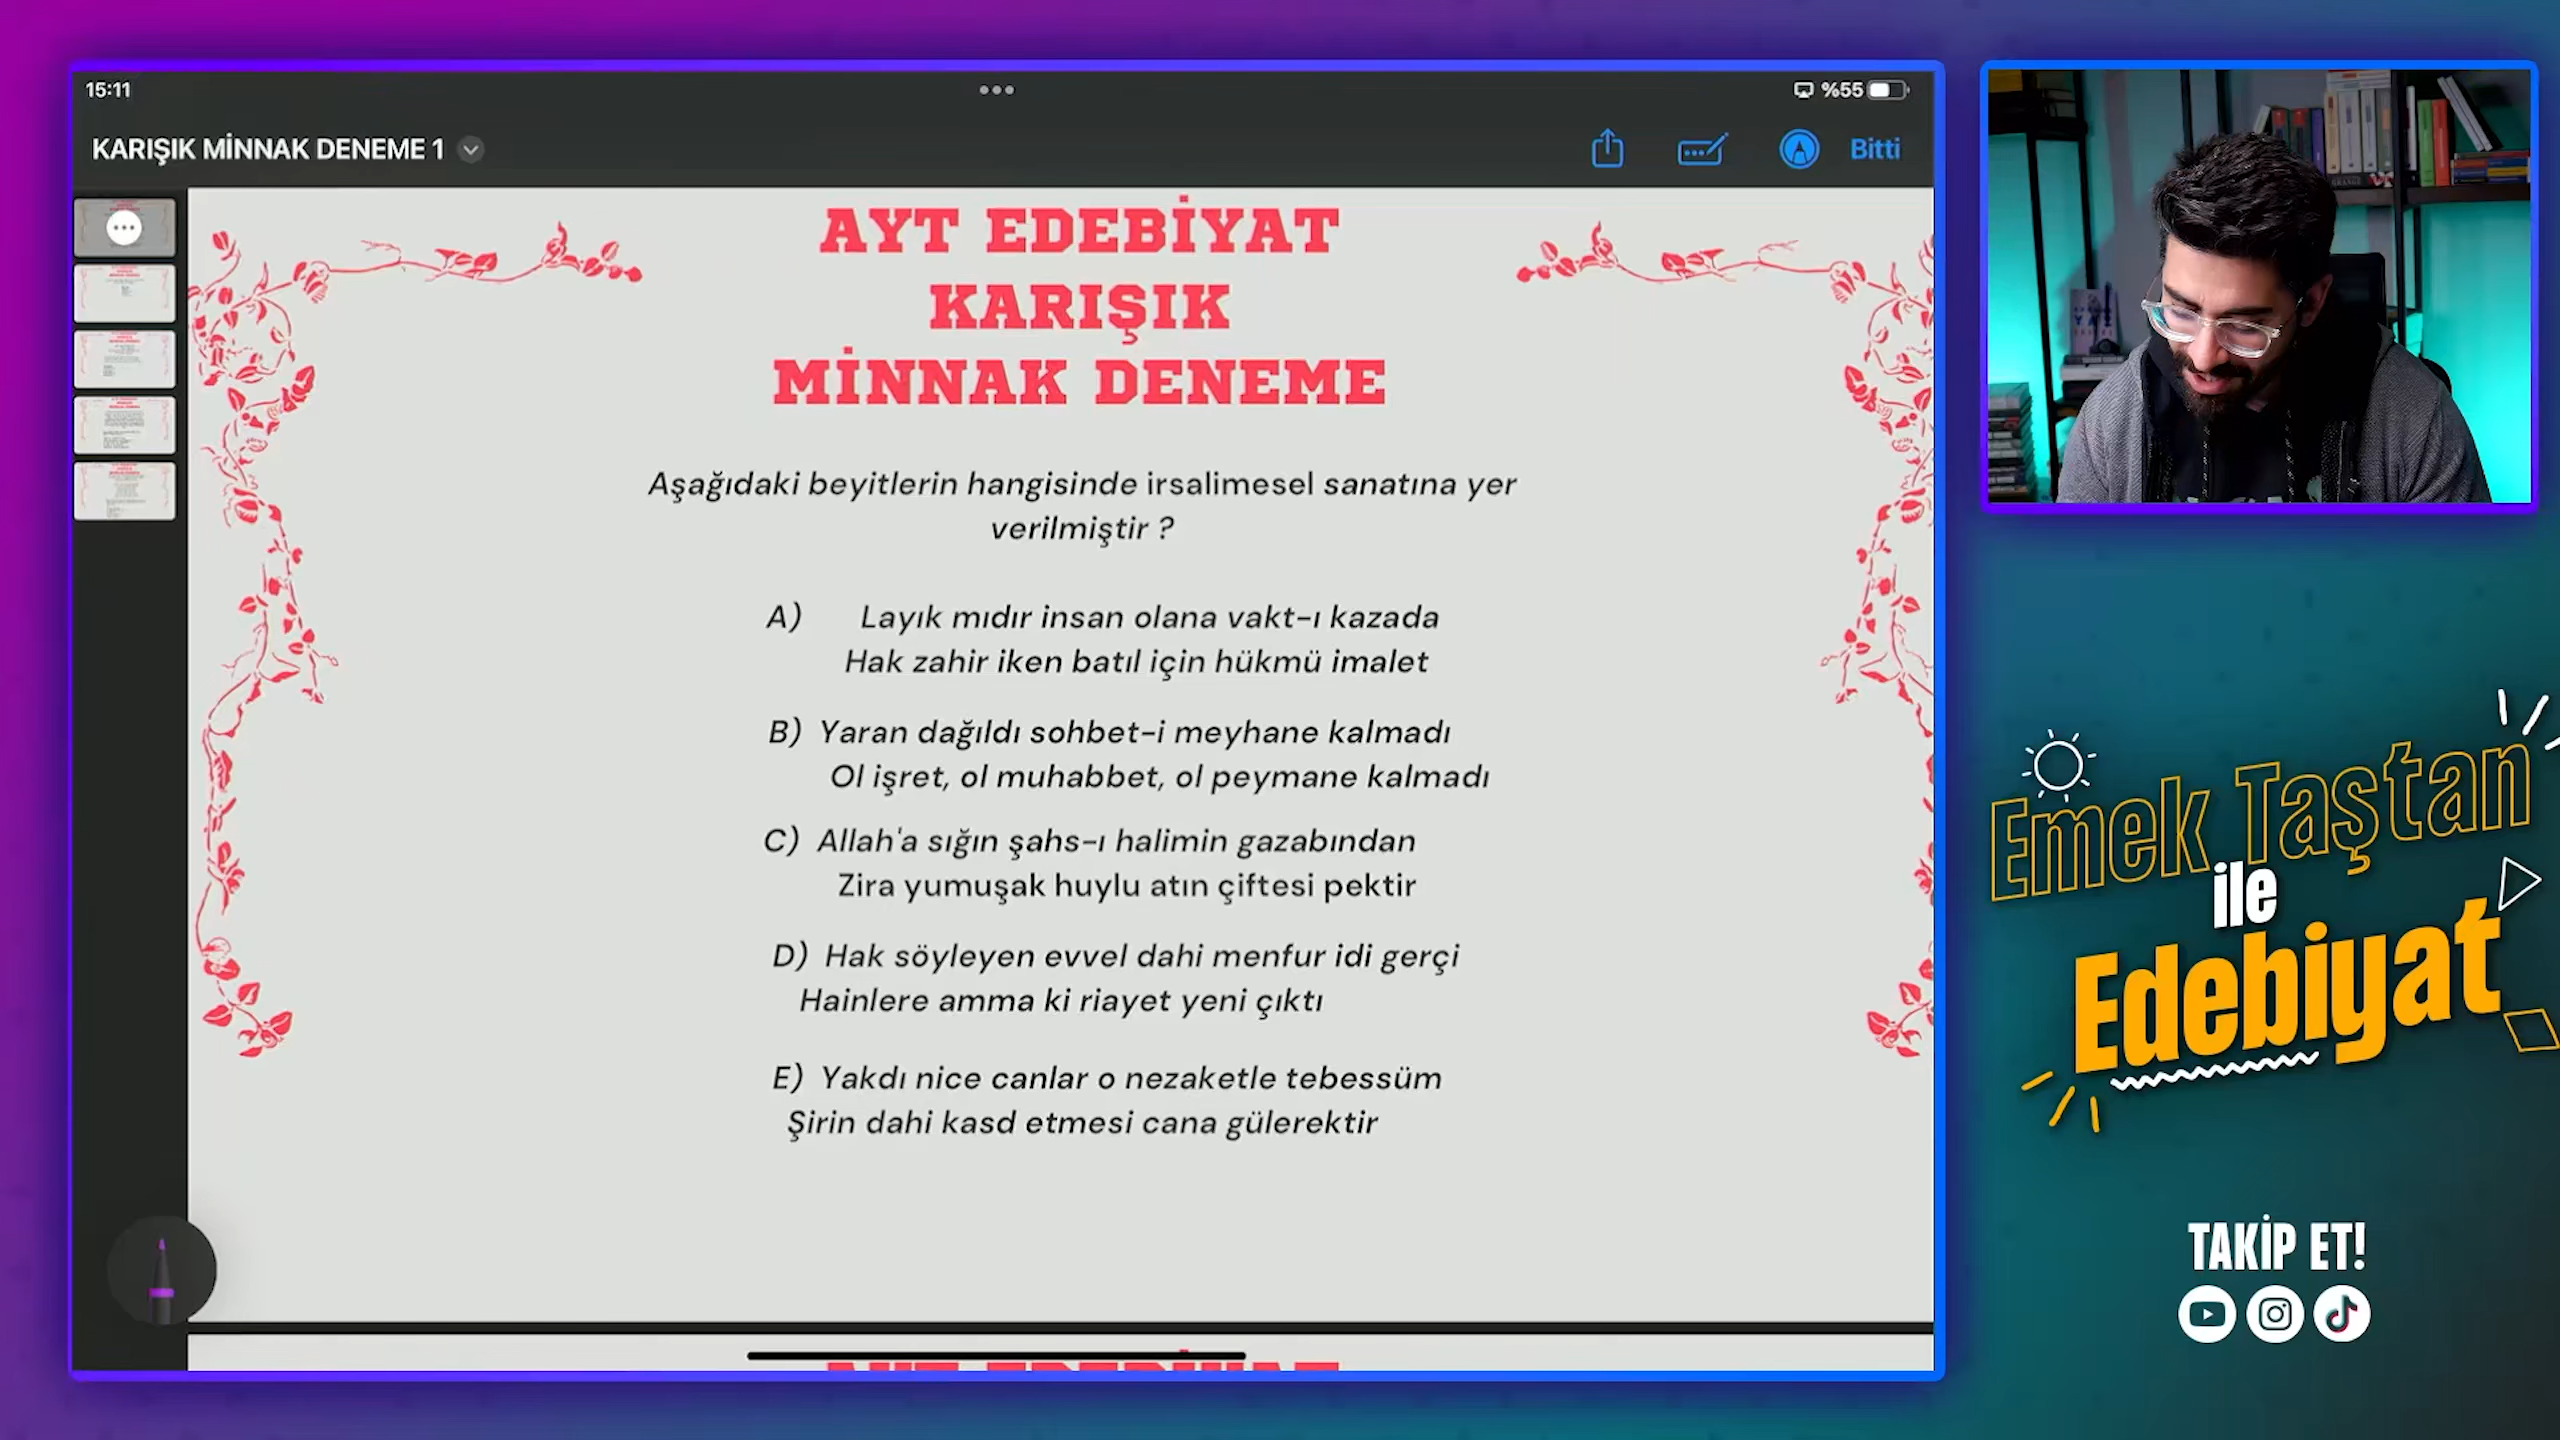 15:11
%55
KARIŞIK MİNNAK DENEME 1
Bitti
AYT EDEBİYAT
KARIŞIK
MİNNAK DENEME
Aşağıdaki beyitlerin hangisinde irsalimesel sanatına yer
verilmiştir ?
A) Layık mıdır insan olana vakt-ı kazada
Hak zahir iken batıl için hükmü imalet
B) Yaran dağıldı sohbet-i meyhane kalmadı
Ol işret, ol muhabbet, ol peymane kalmadı
C) Allah'a sığın şahs-ı halimin gazabından
Zira yumuşak huylu atın çiftesi pektir
D) Hak söyleyen evvel dahi menfur idi gerçi
Hainlere amma ki riayet yeni çıktı
E) Yakdı nice canlar o nezaketle tebessüm
Şirin dahi kasd etmesi cana gülerektir
AYT EDEBİYAT
Emek Taştan
ile
Edebiyat
TAKİP ET!